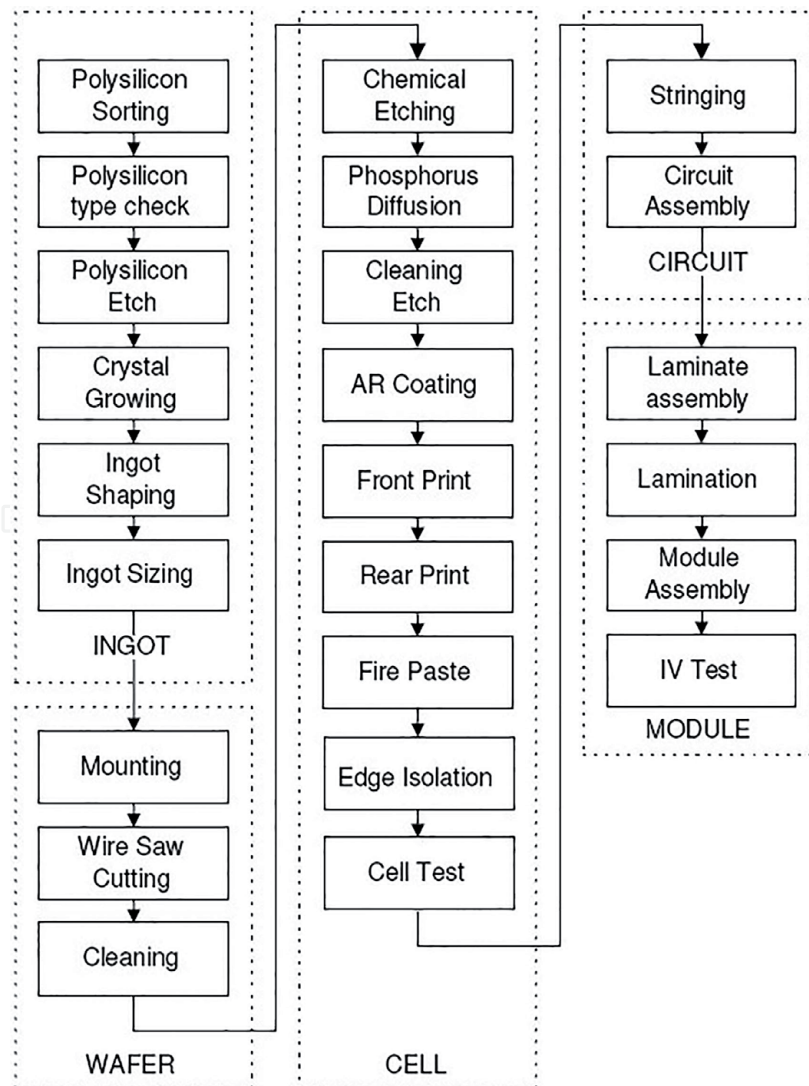 Polysilicon
Sorting
Polysilicon
type check
Polysilicon
Etch
Crystal
Growing
Ingot
Shaping
Ingot Sizing
INGOT
Mounting
Wire Saw
Cutting
Cleaning
WAFER
Chemical
Etching
Phosphorus
Diffusion
Cleaning
Etch
AR Coating
Front Print
Rear Print
Fire Paste
Edge Isolation
Cell Test
CELL
Stringing
Circuit
Assembly
CIRCUIT
Laminate
assembly
Lamination
Module
Assembly
IV Test
MODULE